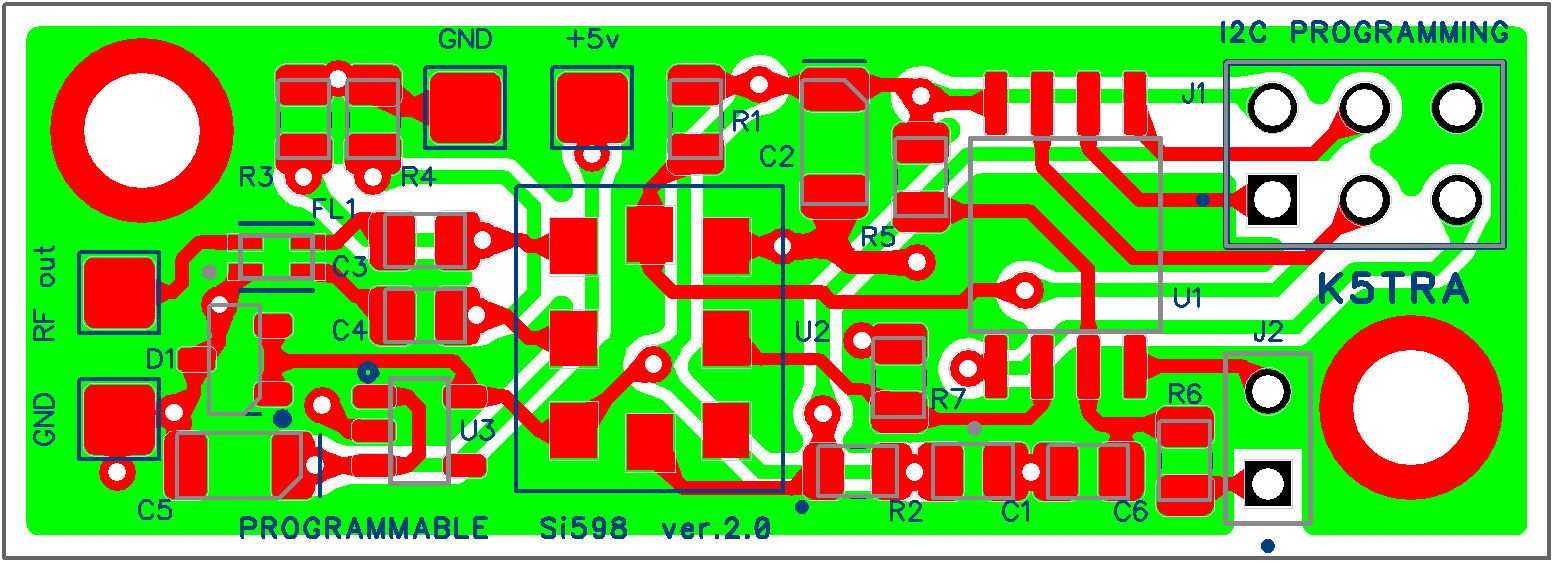 GND +5v I2C PROGRAMMING
J1
R1
C2
R3 R4
FL1
R5
RF out
C3
K5TRA
U1
C4 U2 J2
D1
R7 R6
GND
U3
C5 R2 C1 C6
PROGRAMMABLE Si598 ver.2.0